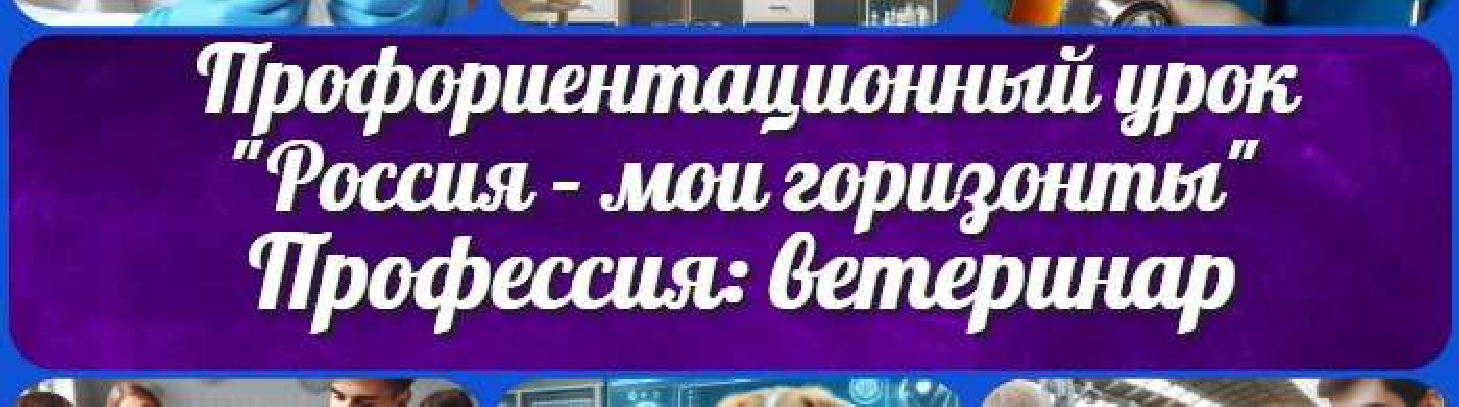 Профориентационный урок
"Россия – мои горизонты"
Профессия: ветеринар